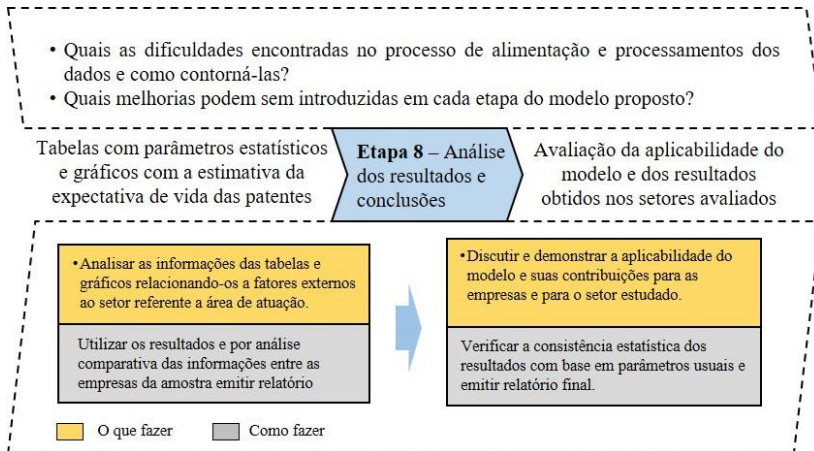 • Quais as dificuldades encontradas no processo de alimentação e processamentos dos
dados e como contorná-las?
• Quais melhorias podem sem introduzidas em cada etapa do modelo proposto?
Tabelas com parâmetros estatísticos
e gráficos com a estimativa da
expectativa de vida das patentes
Etapa 8 – Análise
dos resultados e
conclusões
Avaliação da aplicabilidade do
modelo e dos resultados
obtidos nos setores avaliados
•Analisar as informações das tabelas e
gráficos relacionando-os a fatores externos
ao setor referente a área de atuação.
Utilizar os resultados e por análise
comparativa das informações entre as
empresas da amostra emitir relatório
•Discutir e demonstrar a aplicabilidade do
modelo e suas contribuições para as
empresas e para o setor estudado.
Verificar a consistência estatística dos
resultados com base em parâmetros usuais e
emitir relatório final.
O que fazer
Como fazer